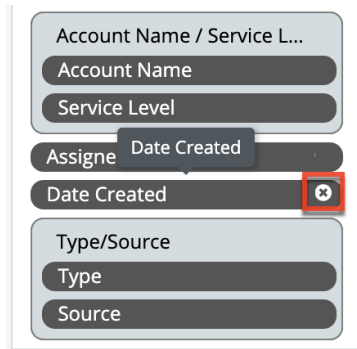 Account Name / Service L...
Account Name
Service Level
Assigne
Date Created
Date Created
Type/Source
Type
Source